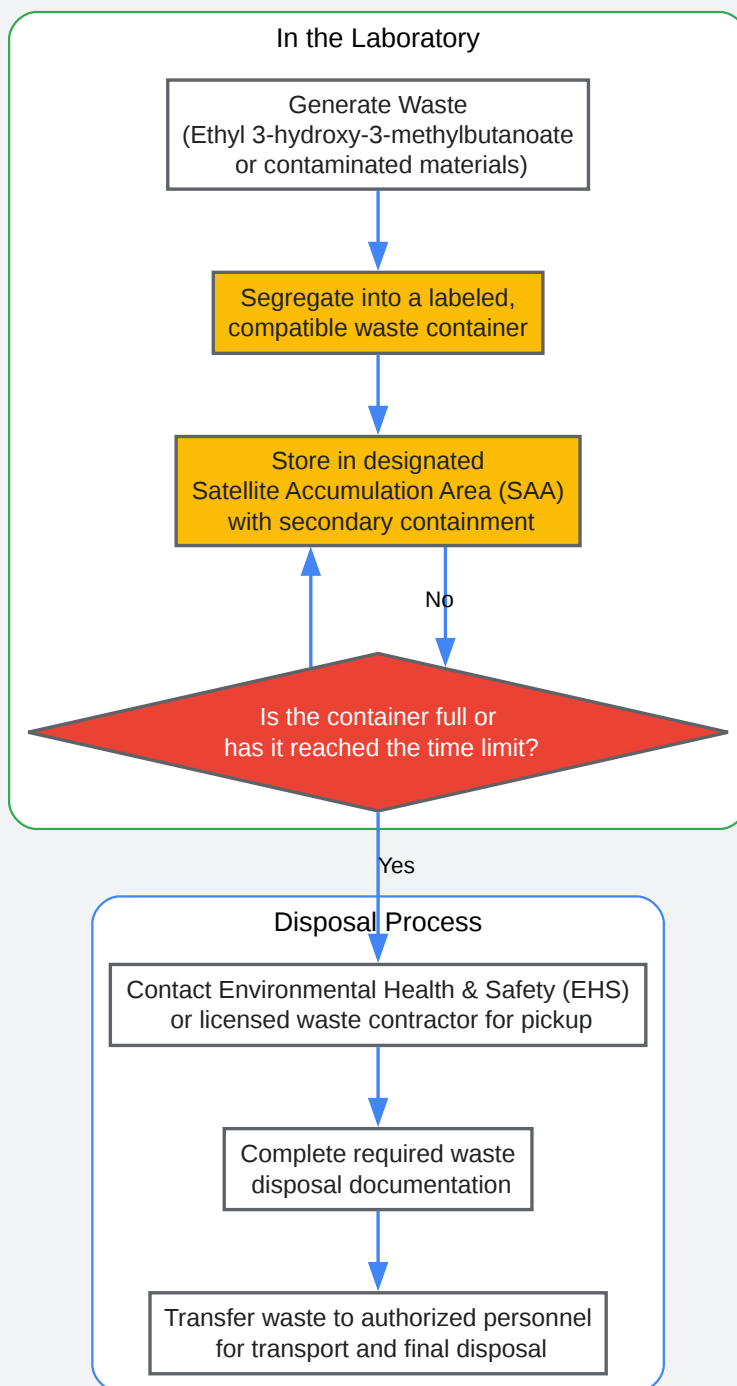 In the Laboratory
Generate Waste
(Ethyl 3-hydroxy-3-methylbutanoate
or contaminated materials)
Segregate into a labeled,
compatible waste container
Store in designated
Satellite Accumulation Area (SAA)
with secondary containment
No
Is the container full or
has it reached the time limit?
Yes
Disposal Process
Contact Environmental Health & Safety (EHS)
or licensed waste contractor for pickup
Complete required waste
disposal documentation
Transfer waste to authorized personnel
for transport and final disposal